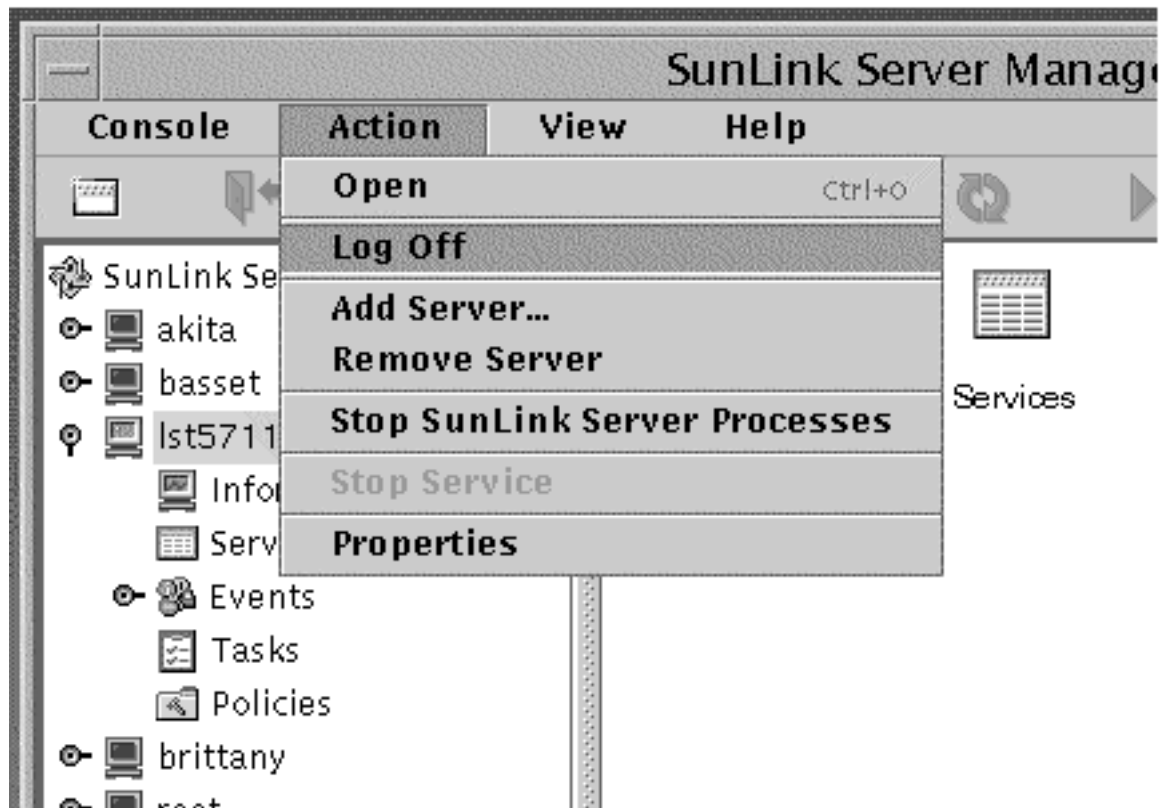 SunLink Server Manag
Console Action View Help
Open Ctrl+O
Log Off
Add Server...
Remove Server
Stop SunLink Server Processes
Stop Service
Properties
SunLink Se
akita
basset
lst5711
Infor
Serv
Events
Tasks
Policies
brittany
Services